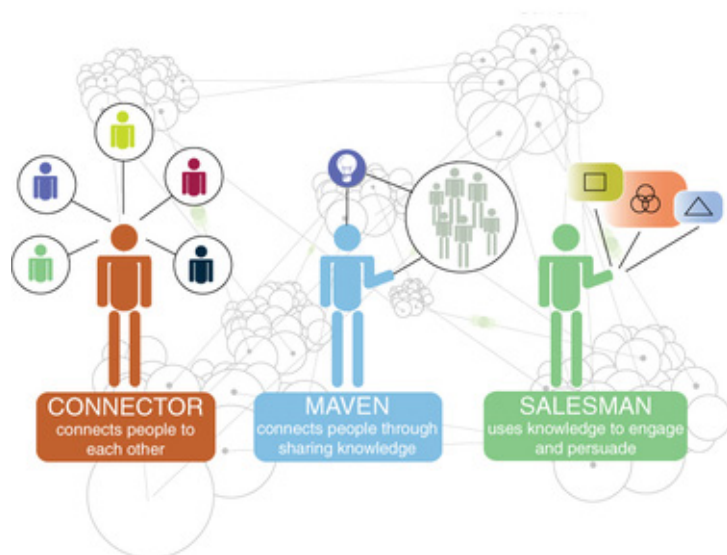 CONNECTOR
connects people to
each other
MAVEN
connects people through
sharing knowledge
SALESMAN
uses knowledge to engage
and persuade